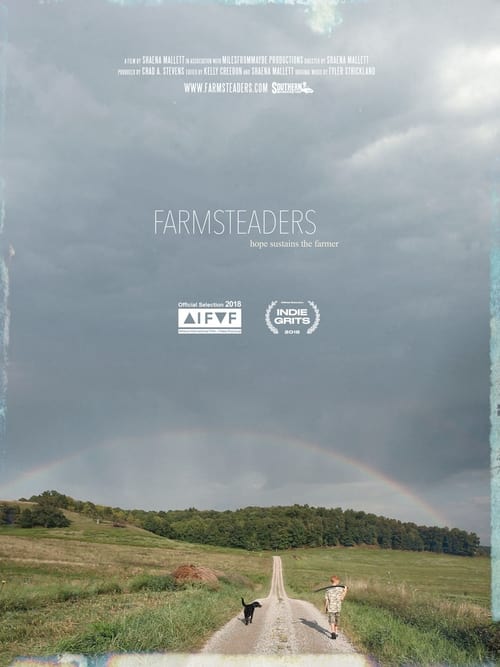 A FILM BY SHAENA MALLETT IN ASSOCIATION WITH MILESFROMMAYBE PRODUCTIONS DIRECTED BY SHAENA MALLETT
PRODUCED BY CHAD A. STEVENS EDITED BY KELLY CREEDON AND SHAENA MALLETT ORIGINAL MUSIC BY TYLER STRICKLAND
WWW.FARMSTEADERS.COM SOUTHERN
FARMSTEADERS
hope sustains the farmer
Official Selection 2018
AIFVF
INDIE
GRITS
2018